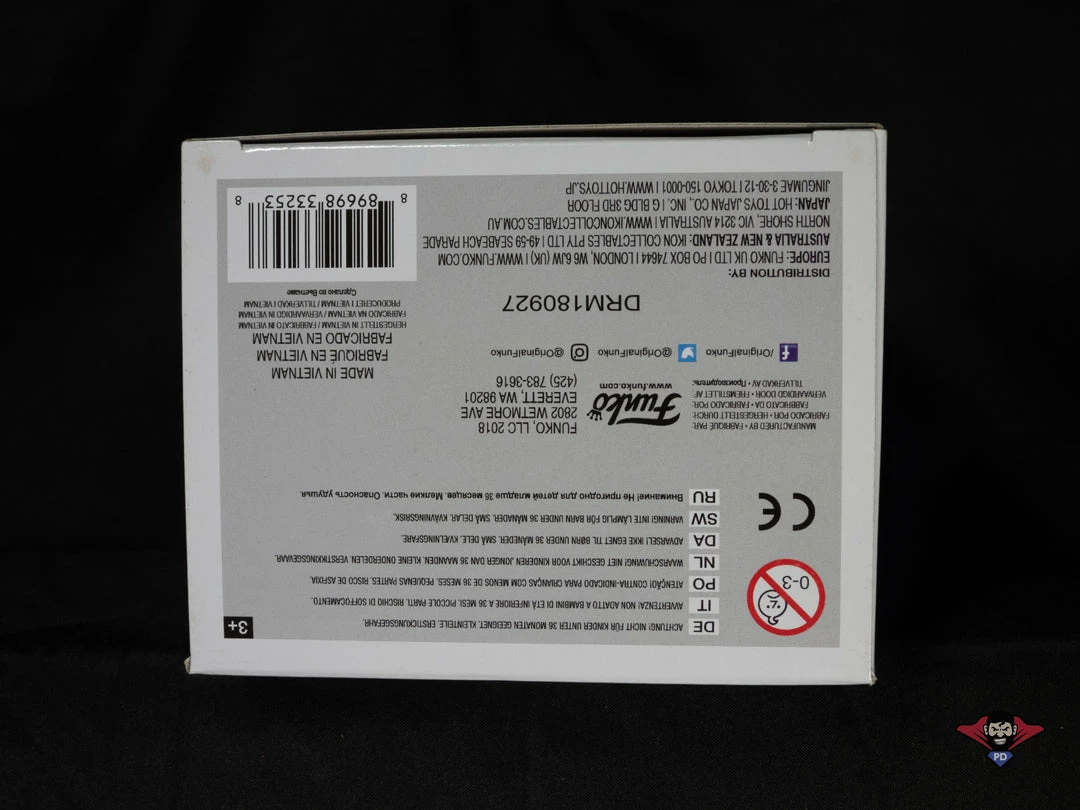 DE ACHTUNG! NICHT FÜR KINDER UNTER 36 MONATEN GEEIGNET. KLEINTEILE. ERSTICKUNGSGEFAHR.
IT AVVERTENZA! NON ADATTO A BAMBINI DI ETÀ INFERIORE A 36 MESI. PICCOLE PARTI. RISCHIO DI SOFFOCAMENTO.
PO ATENÇÃO! CONTRA-INDICADO PARA CRIANÇAS COM MENOS DE 36 MESES. PEQUENAS PARTES. RISCO DE ASFIXIA.
NL WAARSCHUWING! NIET GESCHIKT VOOR KINDEREN JONGER DAN 36 MAANDEN. KLEINE ONDERDELEN. VERSTIKKINGSGEVAAR.
DA ADVARSEL! IKKE EGNET TIL BØRN UNDER 36 MÅNEDER. SMÅ DELE. KVÆLNINGSFARE.
SW VARNING! INTE LÄMPLIG FÖR BARN UNDER 36 MÅNADER. SMÅ DELAR. KVÄVNINGSRISK.
RU Внимание! Не пригодно для детей младше 36 месяцев. Мелкие части. Опасность удушья.
3+
0-3
CE
MANUFACTURED BY • FABRIQUÉ PAR:
FABRICADO POR • HERGESTELLT DURCH:
FABBRICATO DA • FABRICADO POR:
VERVAARDIGD DOOR • FREMSTILLET AF:
TILLVERKAD AV • Производитель:
Funko
www.funko.com
FUNKO, LLC 2018
2802 WETMORE AVE
EVERETT, WA 98201
(425) 783-3616
/OriginalFunko @OriginalFunko @OriginalFunko
DRM180927
MADE IN VIETNAM
FABRIQUÉ EN VIETNAM
FABRICADO EN VIETNAM
HERGESTELLT IN VIETNAM / FABBRICATO IN VIETNAM
FABRICADO NA VIETNAM / VERVAARDIGD IN VIETNAM
PRODUCERET I VIETNAM / TILLVERKAD I VIETNAM
Сделано во Вьетнаме
DISTRIBUTION BY:
EUROPE: FUNKO UK LTD | PO BOX 74644 | LONDON, W6 6JW (UK) | WWW.FUNKO.COM
AUSTRALIA & NEW ZEALAND: IKON COLLECTABLES PTY LTD | 49-59 SEABEACH PARADE
NORTH SHORE, VIC 3214 AUSTRALIA | WWW.IKONCOLLECTABLES.COM.AU
JAPAN: HOT TOYS JAPAN CO., INC. | G BLDG 3RD FLOOR
JINGUMAE 3-30-12 | TOKYO 150-0001 | WWW.HOTTOYS.JP
8 89698 33253 8
PD